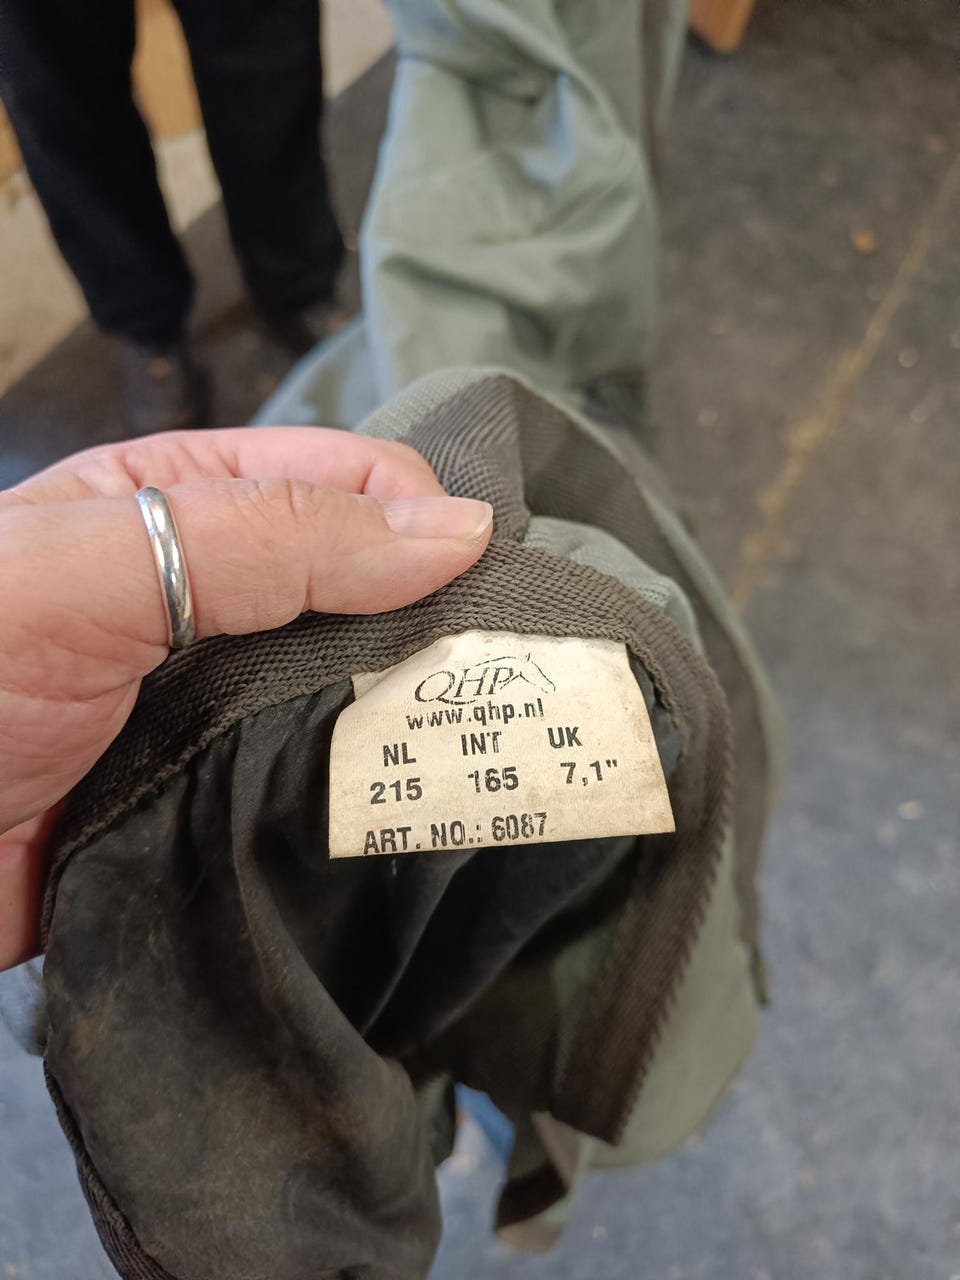 QHP
www.qhp.nl
NL INT UK
215 165 7,1"
ART. NO.: 6087